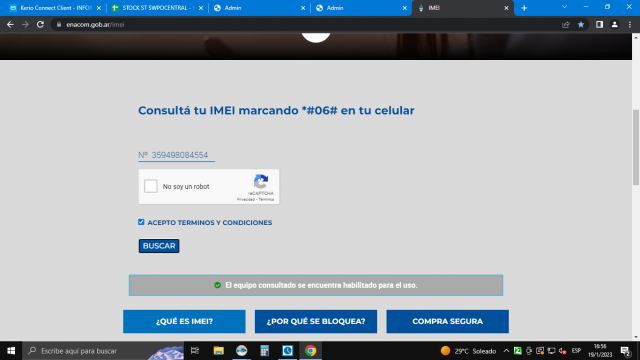 Kerio Connect Client - INFOR
STOCK ST SWPOCENTRAL -
Admin
Admin
IMEI
enacom.gob.ar/imei
Consultá tu IMEI marcando *#06# en tu celular
Nº 359498084554
No soy un robot
reCAPTCHA
Privacidad - Términos
ACEPTO TERMINOS Y CONDICIONES
BUSCAR
El equipo consultado se encuentra habilitado para el uso.
¿QUÉ ES IMEI?
¿POR QUÉ SE BLOQUEA?
COMPRA SEGURA
Escribe aquí para buscar
29°C Soleado
ESP
16:56
19/1/2023